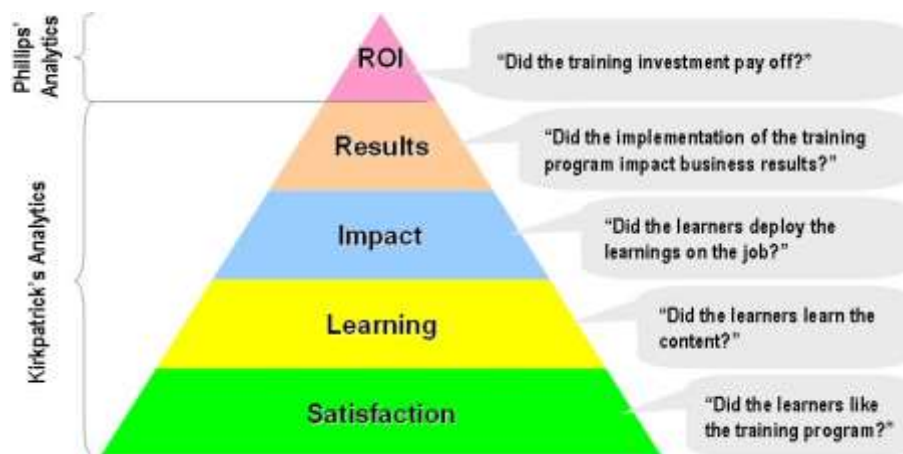 Phillips'
Analytics
ROI
“Did the training investment pay off?”
Kirkpatrick's Analytics
Results
“Did the implementation of the training
program impact business results?”
Impact
“Did the learners deploy the
learnings on the job?”
Learning
“Did the learners learn the
content?”
Satisfaction
“Did the learners like
the training program?”